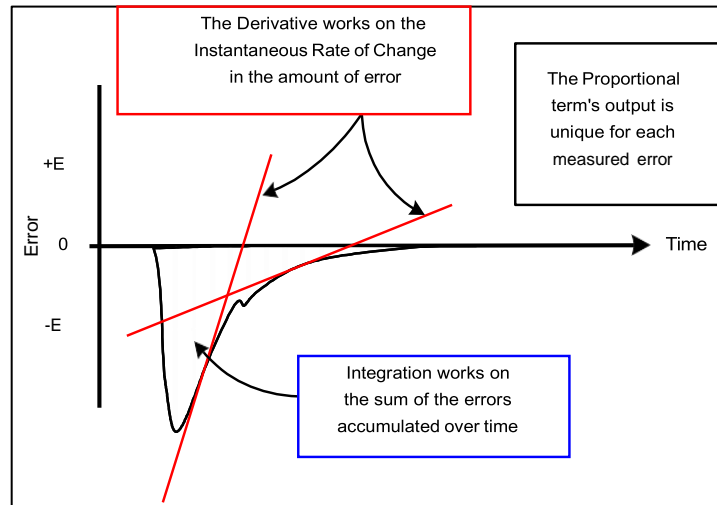 The Derivative works on the
Instantaneous Rate of Change
in the amount of error
The Proportional
term's output is
unique for each
measured error
+E
Error
0
Time
-E
Integration works on
the sum of the errors
accumulated over time